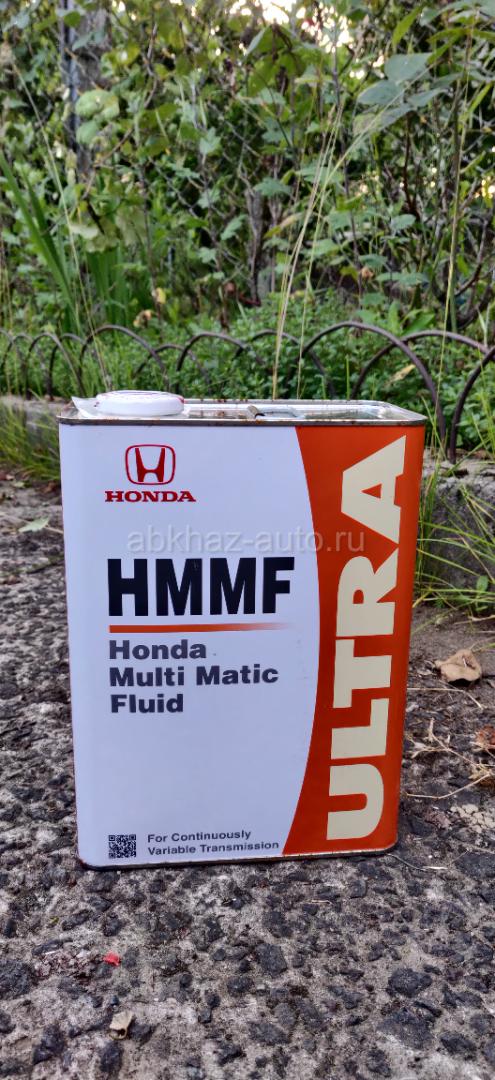 HONDA
abkhaz-auto.ru
HMMF
Honda
Multi Matic
Fluid
For Continuously
Variable Transmission
ULTRA